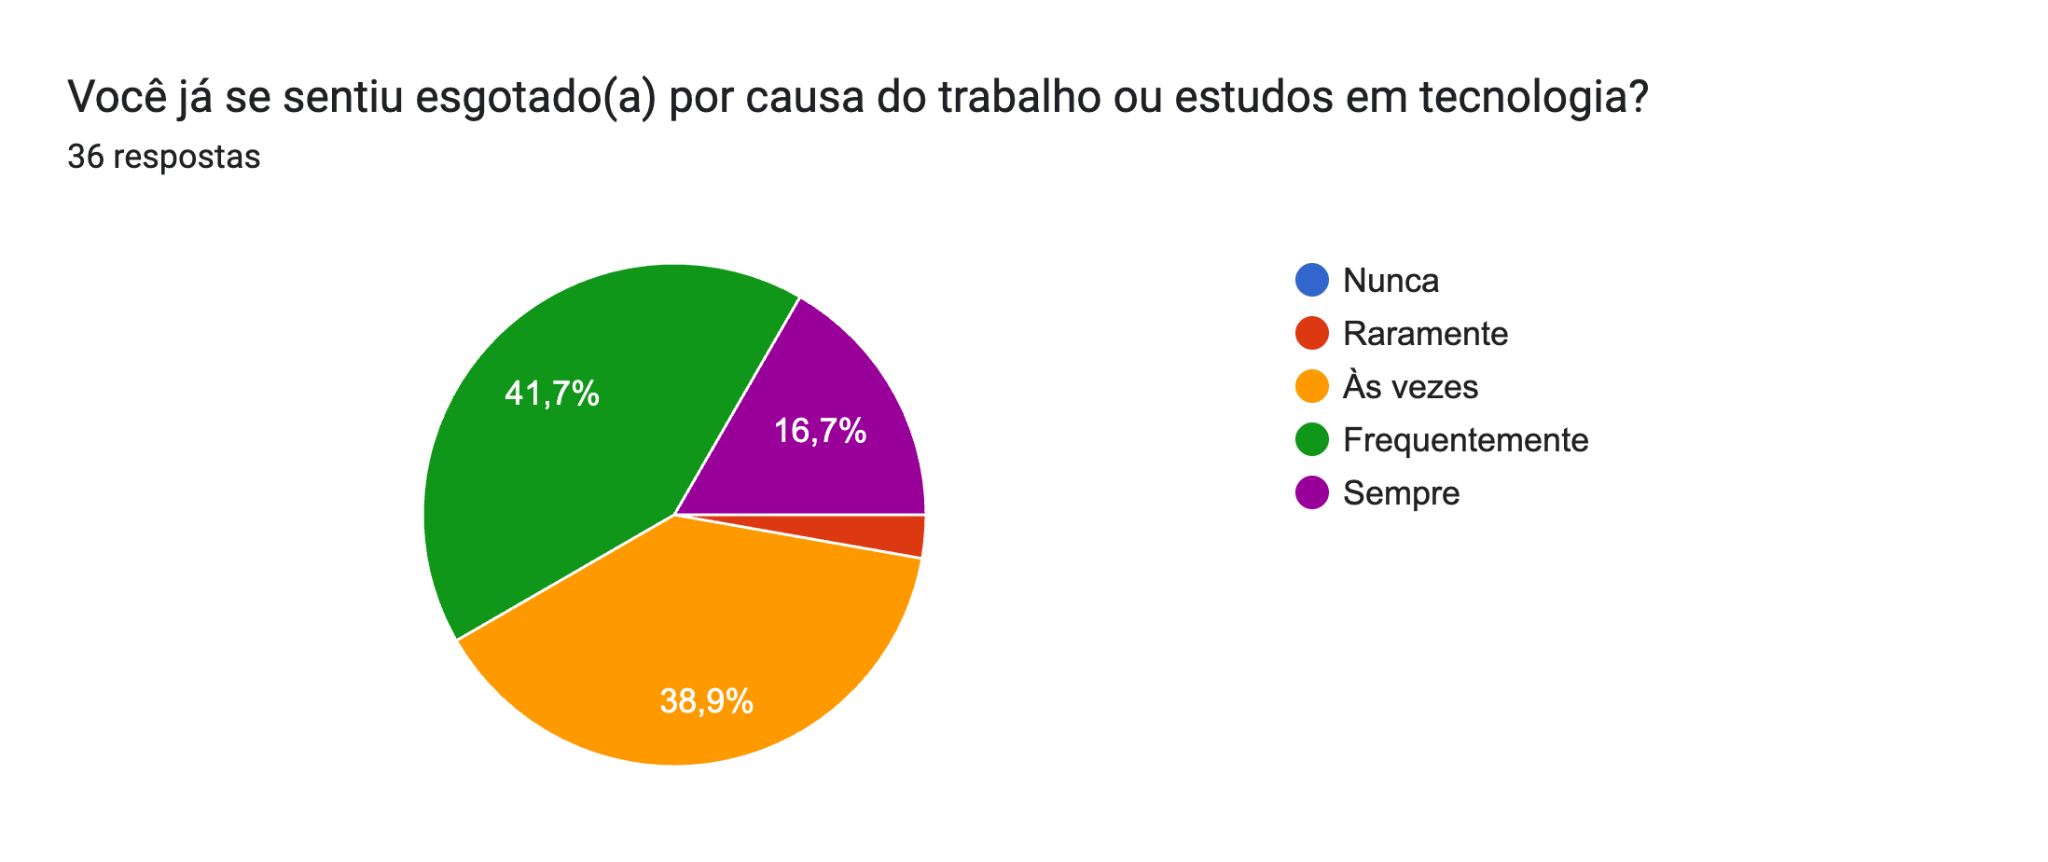 Você já se sentiu esgotado(a) por causa do trabalho ou estudos em tecnologia?
36 respostas
41,7%
16,7%
38,9%
Nunca
Raramente
Às vezes
Frequentemente
Sempre